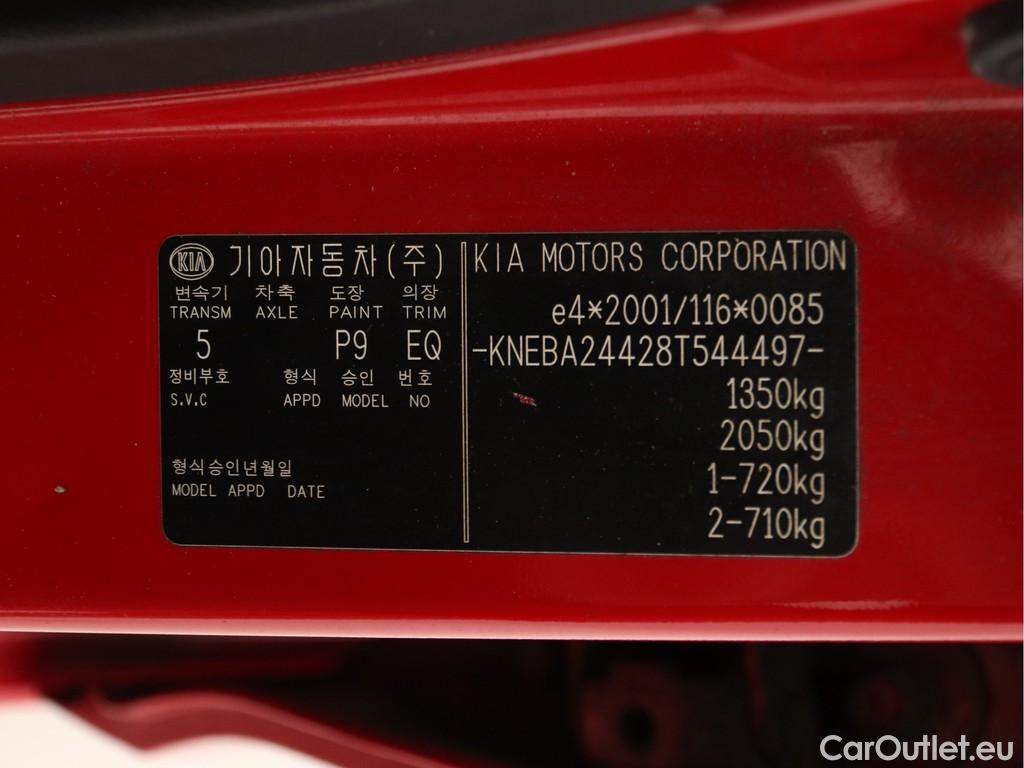 KIA 기아자동차(주)
변속기 차축 도장 의장
TRANSM AXLE PAINT TRIM
5 P9 EQ
정비부호 형식 승인 번호
S.V.C APPD MODEL NO
형식승인년월일
MODEL APPD DATE
KIA MOTORS CORPORATION
e4*2001/116*0085
-KNEBA24428T544497-
1350kg
2050kg
1-720kg
2-710kg
CarOutlet.eu